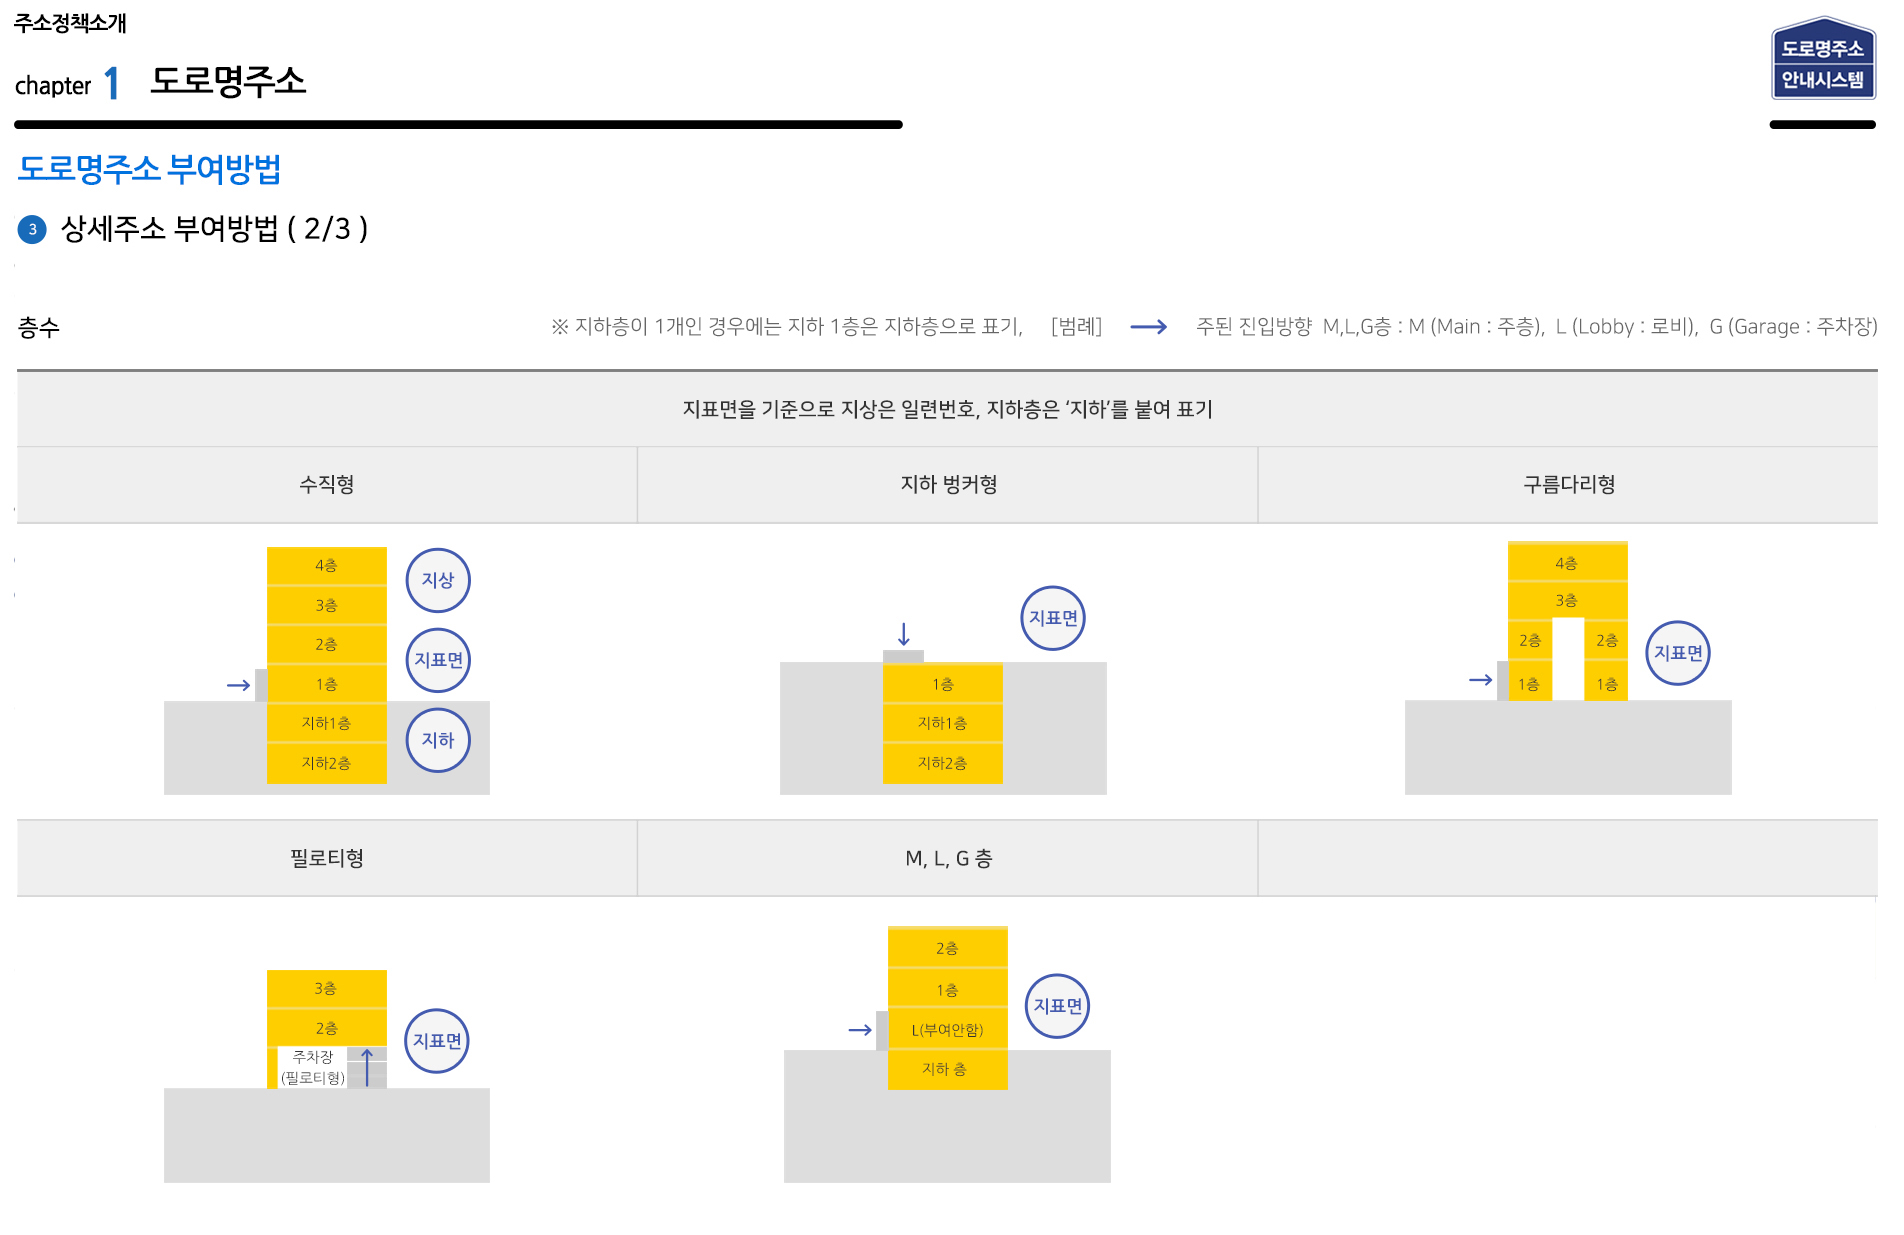 주소정책소개
chapter 1 도로명주소
도로명주소
안내시스템
도로명주소 부여방법
3 상세주소 부여방법 ( 2/3 )
층수
※ 지하층이 1개인 경우에는 지하 1층은 지하층으로 표기, [범례] → 주된 진입방향 M,L,G층 : M (Main : 주층), L (Lobby : 로비), G (Garage : 주차장)
지표면을 기준으로 지상은 일련번호, 지하층은 ‘지하’를 붙여 표기
수직형 지하 벙커형 구름다리형
4층
3층
2층
1층
지하1층
지하2층
지상
지표면
지하
1층
지하1층
지하2층
지표면
4층
3층
2층 2층
1층 1층
지표면
필로티형 M, L, G 층
3층
2층
주차장
(필로티형)
지표면
2층
1층
L(부여안함)
지하 층
지표면